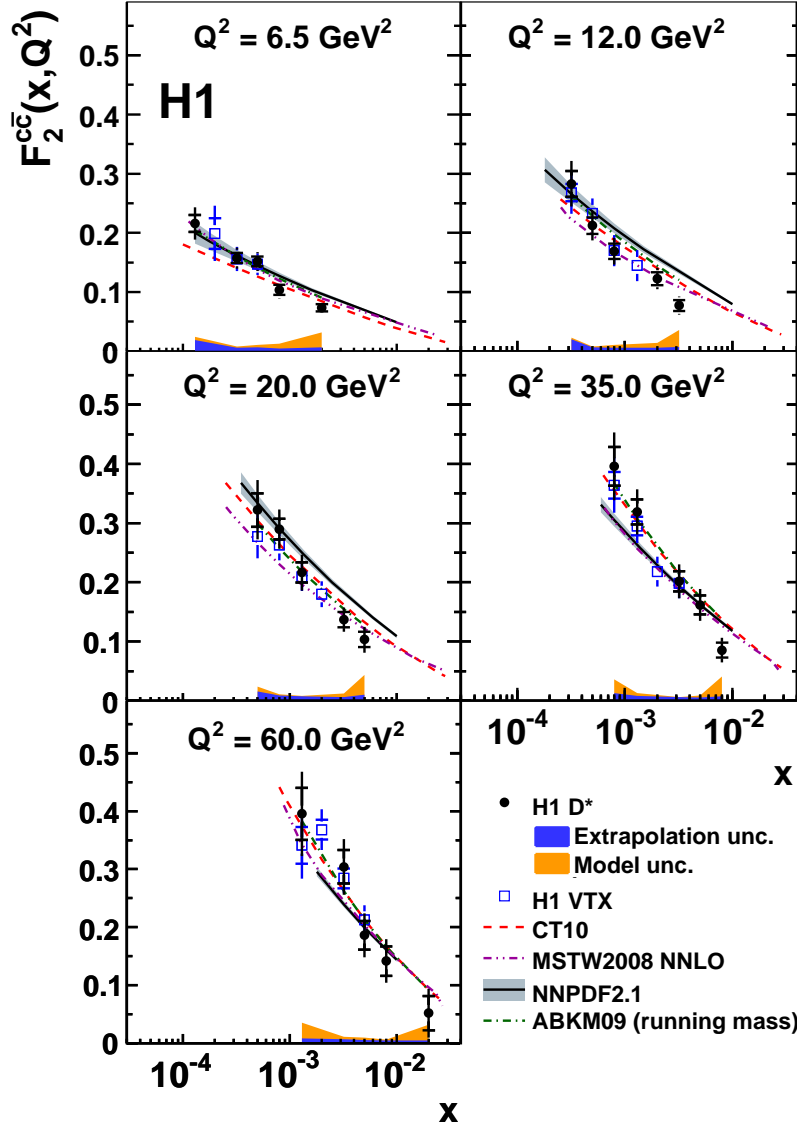 F₂^cc̄(x,Q²)
Q² = 6.5 GeV²
Q² = 12.0 GeV²
H1
0.5
0.4
0.3
0.2
0.1
0
Q² = 20.0 GeV²
Q² = 35.0 GeV²
0.5
0.4
0.3
0.2
0.1
0
10⁻⁴
10⁻³
10⁻²
x
Q² = 60.0 GeV²
0.5
0.4
0.3
0.2
0.1
0
10⁻⁴
10⁻³
10⁻²
x
H1 D*
Extrapolation unc.
Model unc.
H1 VTX
CT10
MSTW2008 NNLO
NNPDF2.1
ABKM09 (running mass)